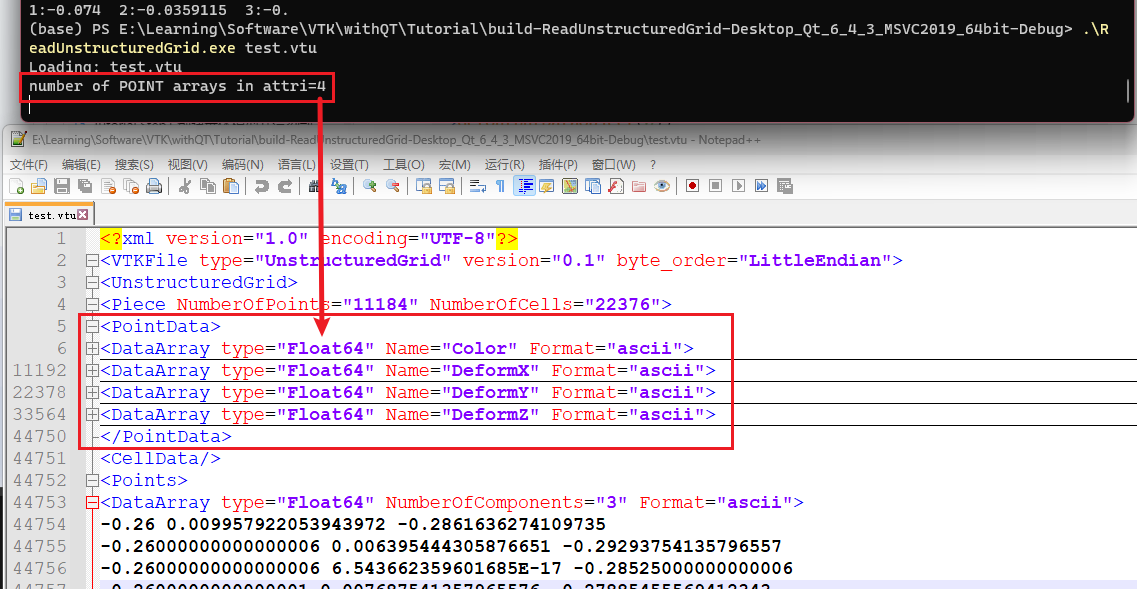 1:-0.074  2:-0.0359115  3:-0.
(base) PS E:\Learning\Software\VTK\withQT\Tutorial\build-ReadUnstructuredGrid-Desktop_Qt_6_4_3_MSVC2019_64bit-Debug> .\R
eadUnstructuredGrid.exe test.vtu
Loading: test.vtu
number of POINT arrays in attri=4
E:\Learning\Software\VTK\withQT\Tutorial\build-ReadUnstructuredGrid-Desktop_Qt_6_4_3_MSVC2019_64bit-Debug\test.vtu - Notepad++
文件(F) 编辑(E) 搜索(S) 视图(V) 编码(N) 语言(L) 设置(T) 工具(O) 宏(M) 运行(R) 插件(P) 窗口(W) ?
test.vtu
1 <?xml version="1.0" encoding="UTF-8"?>
2 <VTKFile type="UnstructuredGrid" version="0.1" byte_order="LittleEndian">
3 <UnstructuredGrid>
4 <Piece NumberOfPoints="11184" NumberOfCells="22376">
5 <PointData>
6 <DataArray type="Float64" Name="Color" Format="ascii">
11192 <DataArray type="Float64" Name="DeformX" Format="ascii">
22378 <DataArray type="Float64" Name="DeformY" Format="ascii">
33564 <DataArray type="Float64" Name="DeformZ" Format="ascii">
44750 </PointData>
44751 <CellData/>
44752 <Points>
44753 <DataArray type="Float64" NumberOfComponents="3" Format="ascii">
44754 -0.26 0.009957922053943972 -0.2861636274109735
44755 -0.26000000000000006 0.006395444305876651 -0.29293754135796557
44756 -0.26000000000000006 6.543662359601685E-17 -0.28525000000000006